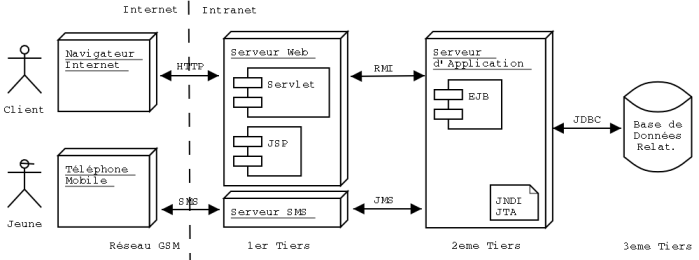 Internet Intranet
Navigateur
Internet
Client
HTTP
Serveur Web
Servlet
JSP
RMI
Serveur
d'Application
EJB
JNDI
JTA
JDBC
Base de
Données
Relat.
Téléphone
Mobile
Jeune
SMS
Serveur SMS
JMS
Réseau GSM
1er Tiers
2eme Tiers
3eme Tiers